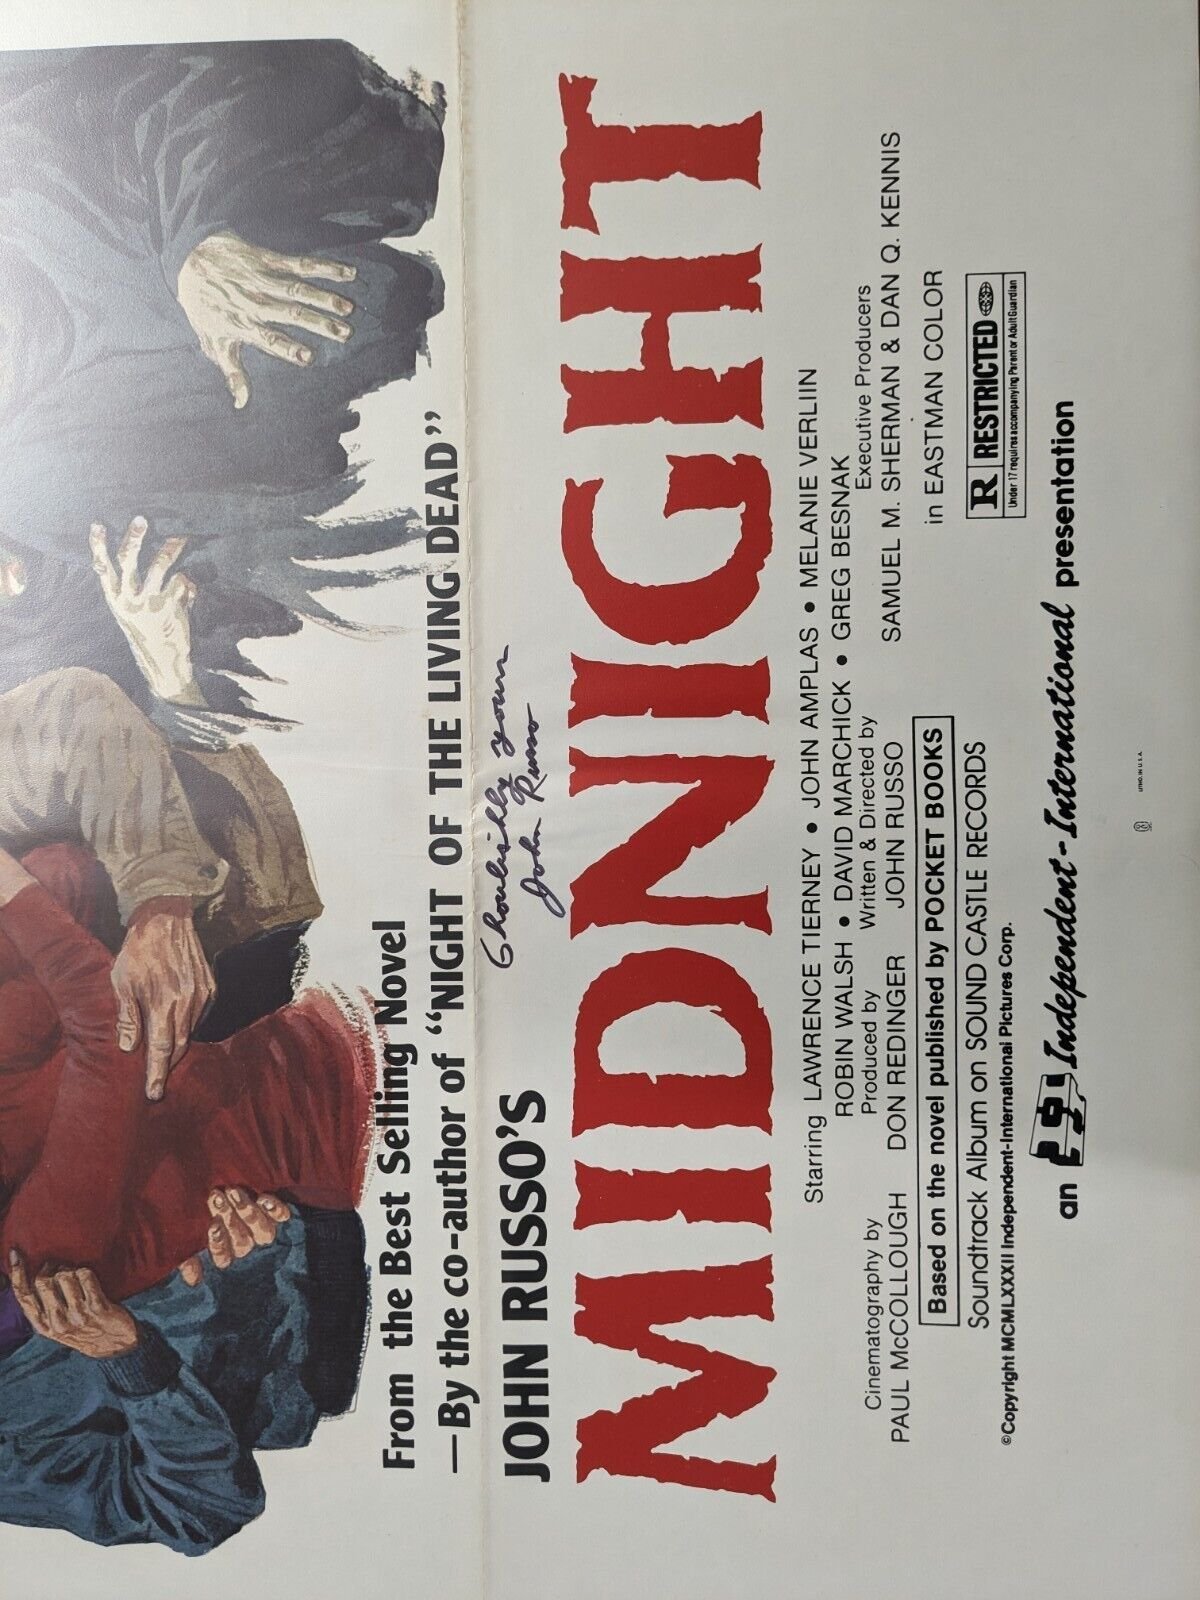 From the Best Selling Novel
—By the co-author of “NIGHT OF THE LIVING DEAD”
Ghoulishly yours
John Russo
JOHN RUSSO'S
MIDNIGHT
Starring LAWRENCE TIERNEY • JOHN AMPLAS • MELANIE VERLIIN
ROBIN WALSH • DAVID MARCHICK • GREG BESNAK
Cinematography by
PAUL McCOLLOUGH
Produced by
DON REDINGER
Written & Directed by
JOHN RUSSO
Executive Producers
SAMUEL M. SHERMAN & DAN Q. KENNIS
Based on the novel published by POCKET BOOKS
in EASTMAN COLOR
Soundtrack Album on SOUND CASTLE RECORDS
©Copyright MCMLXXXII Independent-International Pictures Corp.
R RESTRICTED
Under 17 requires accompanying Parent or Adult Guardian
an Independent-International presentation
LITHO. IN U.S.A.